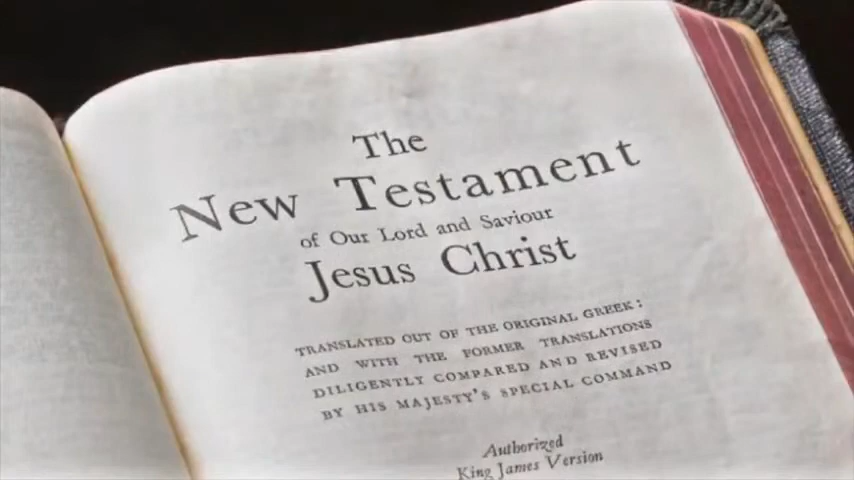 The
New Testament
of Our Lord and Saviour
Jesus Christ
TRANSLATED OUT OF THE ORIGINAL GREEK:
AND WITH THE FORMER TRANSLATIONS
DILIGENTLY COMPARED AND REVISED
BY HIS MAJESTY'S SPECIAL COMMAND
Authorized
King James Version